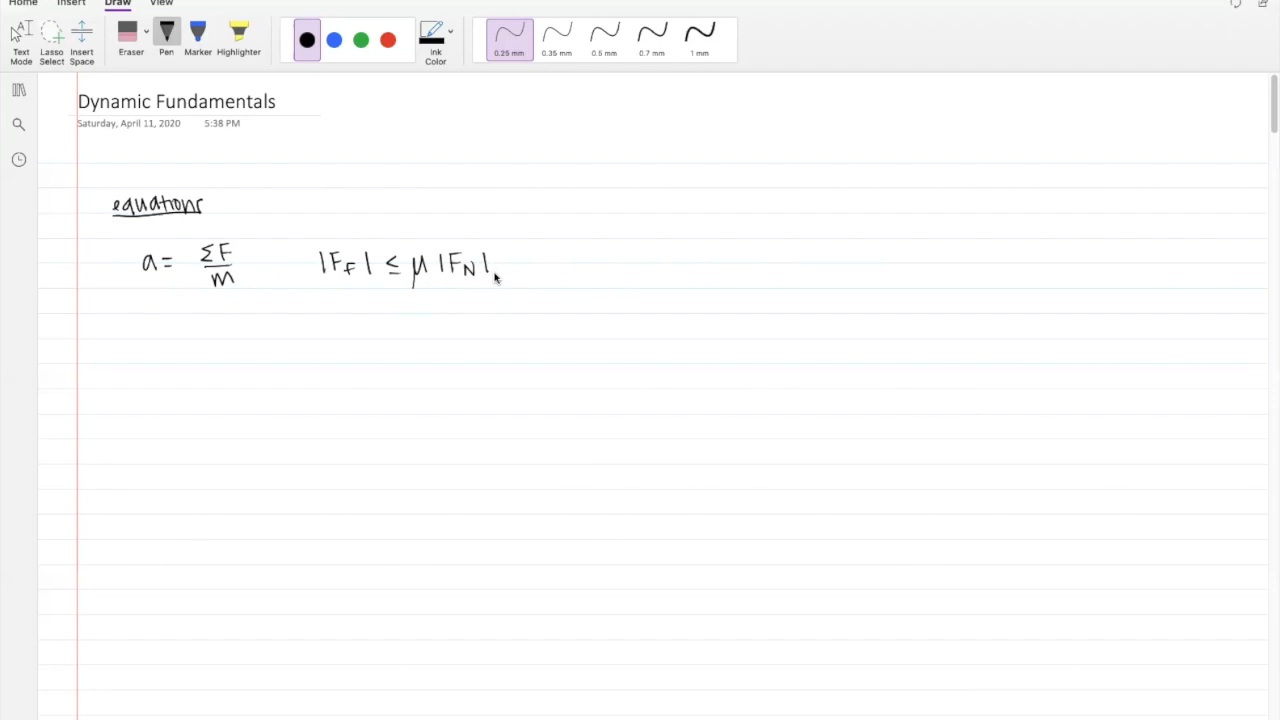 Home Insert Draw View
Text Mode Lasso Select Insert Space Eraser Pen Marker Highlighter Ink Color 0.25 mm 0.35 mm 0.5 mm 0.7 mm 1 mm
Dynamic Fundamentals
Saturday, April 11, 2020 5:38 PM
equations
a = ΣF/m |F_f| ≤ μ |F_N|